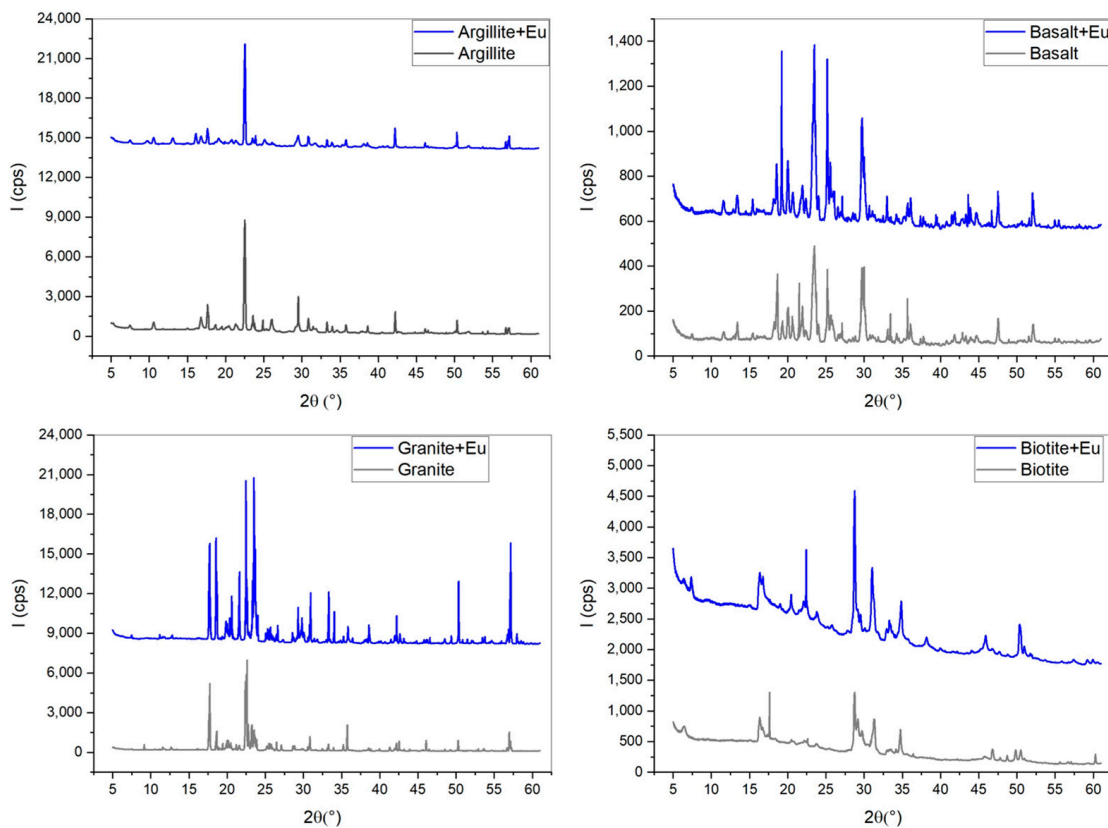 24,000
21,000
18,000
15,000
12,000
9,000
6,000
3,000
0
I (cps)
Argillite+Eu
Argillite
5 10 15 20 25 30 35 40 45 50 55 60
2θ (°)
1,400
1,200
1,000
800
600
400
200
0
I (cps)
Basalt+Eu
Basalt
5 10 15 20 25 30 35 40 45 50 55 60
2θ(°)
24,000
21,000
18,000
15,000
12,000
9,000
6,000
3,000
0
I (cps)
Granite+Eu
Granite
5 10 15 20 25 30 35 40 45 50 55 60
2θ(°)
5,500
5,000
4,500
4,000
3,500
3,000
2,500
2,000
1,500
1,000
500
0
I (cps)
Biotite+Eu
Biotite
5 10 15 20 25 30 35 40 45 50 55 60
2θ(°)